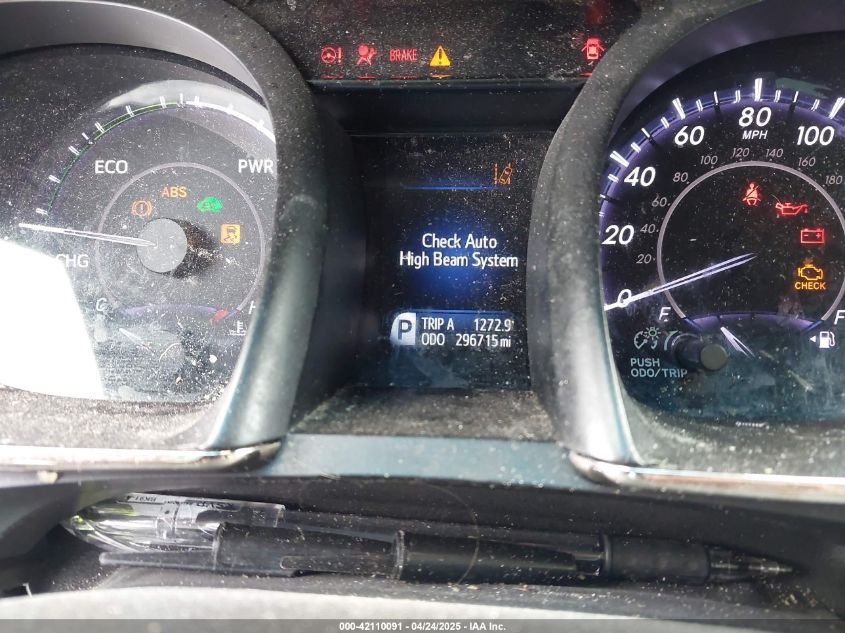 BRAKE
ECO
PWR
ABS
CHG
C
H
Check Auto
High Beam System
P
TRIP A 1272.9
ODO 296715 mi
0
20
40
60
80
100
MPH
20
40
60
80
100
120
140
160
180
CHECK
E
F
PUSH
ODO/TRIP
000-42110091 - 04/24/2025 - IAA Inc.